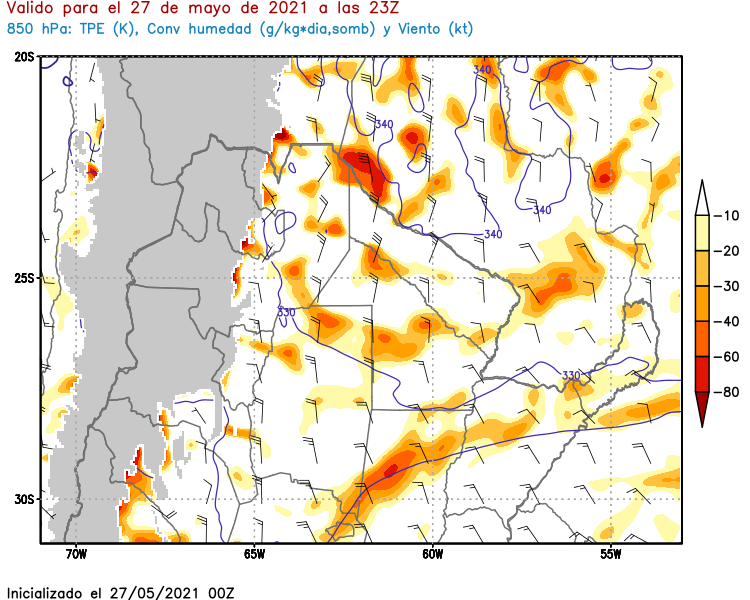 Valido para el 27 de mayo de 2021 a las 23Z
850 hPa: TPE (K), Conv humedad (g/kg*dia,somb) y Viento (kt)
20S
25S
30S
70W
65W
60W
55W
340
340
340
340
330
330
-10
-20
-30
-40
-60
-80
Inicializado el 27/05/2021 00Z